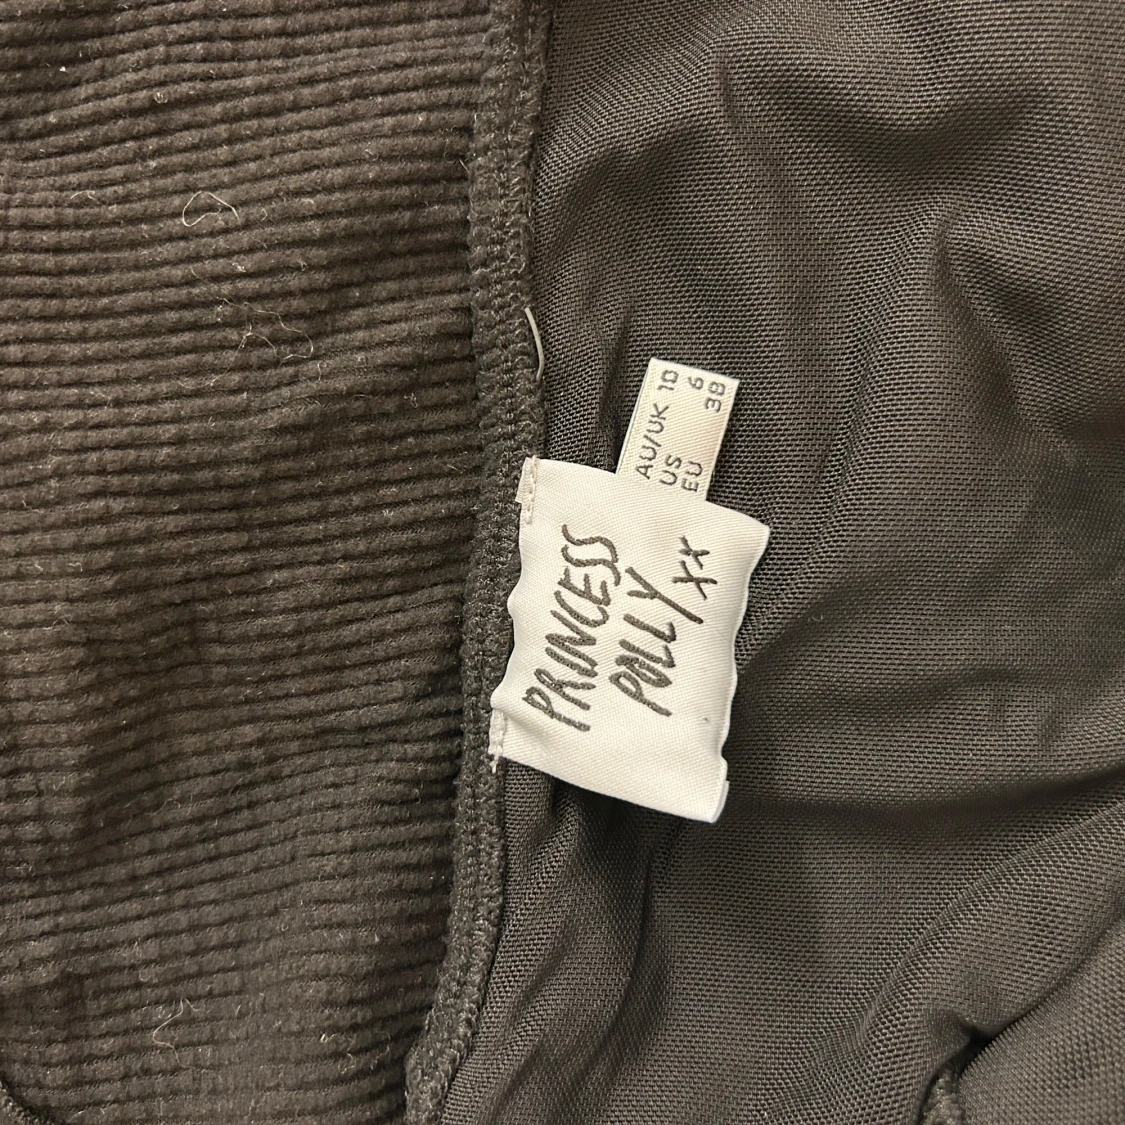 AU/UK 10
US 6
EU 38
PRINCESS
POLLY
xx